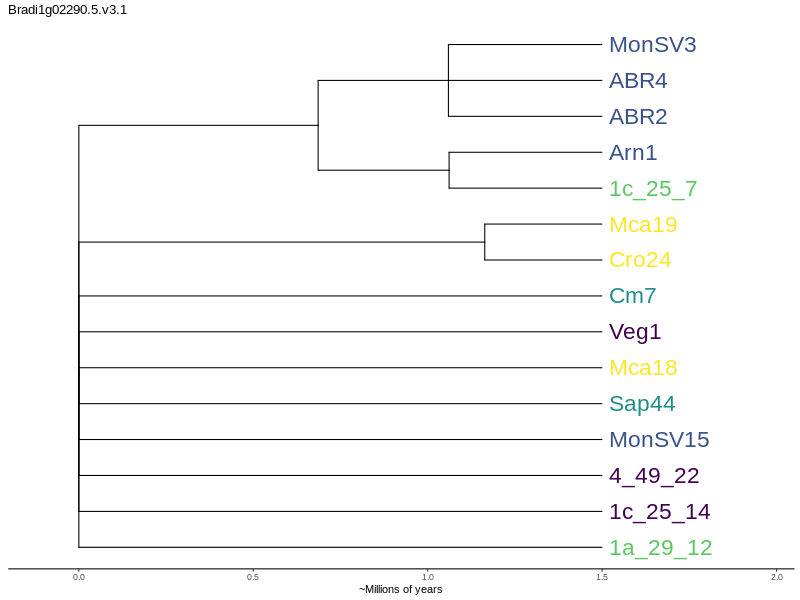 Bradi1g02290.5.v3.1
MonSV3
ABR4
ABR2
Arn1
1c_25_7
Mca19
Cro24
Cm7
Veg1
Mca18
Sap44
MonSV15
4_49_22
1c_25_14
1a_29_12
0.0 0.5 1.0 1.5 2.0
~Millions of years